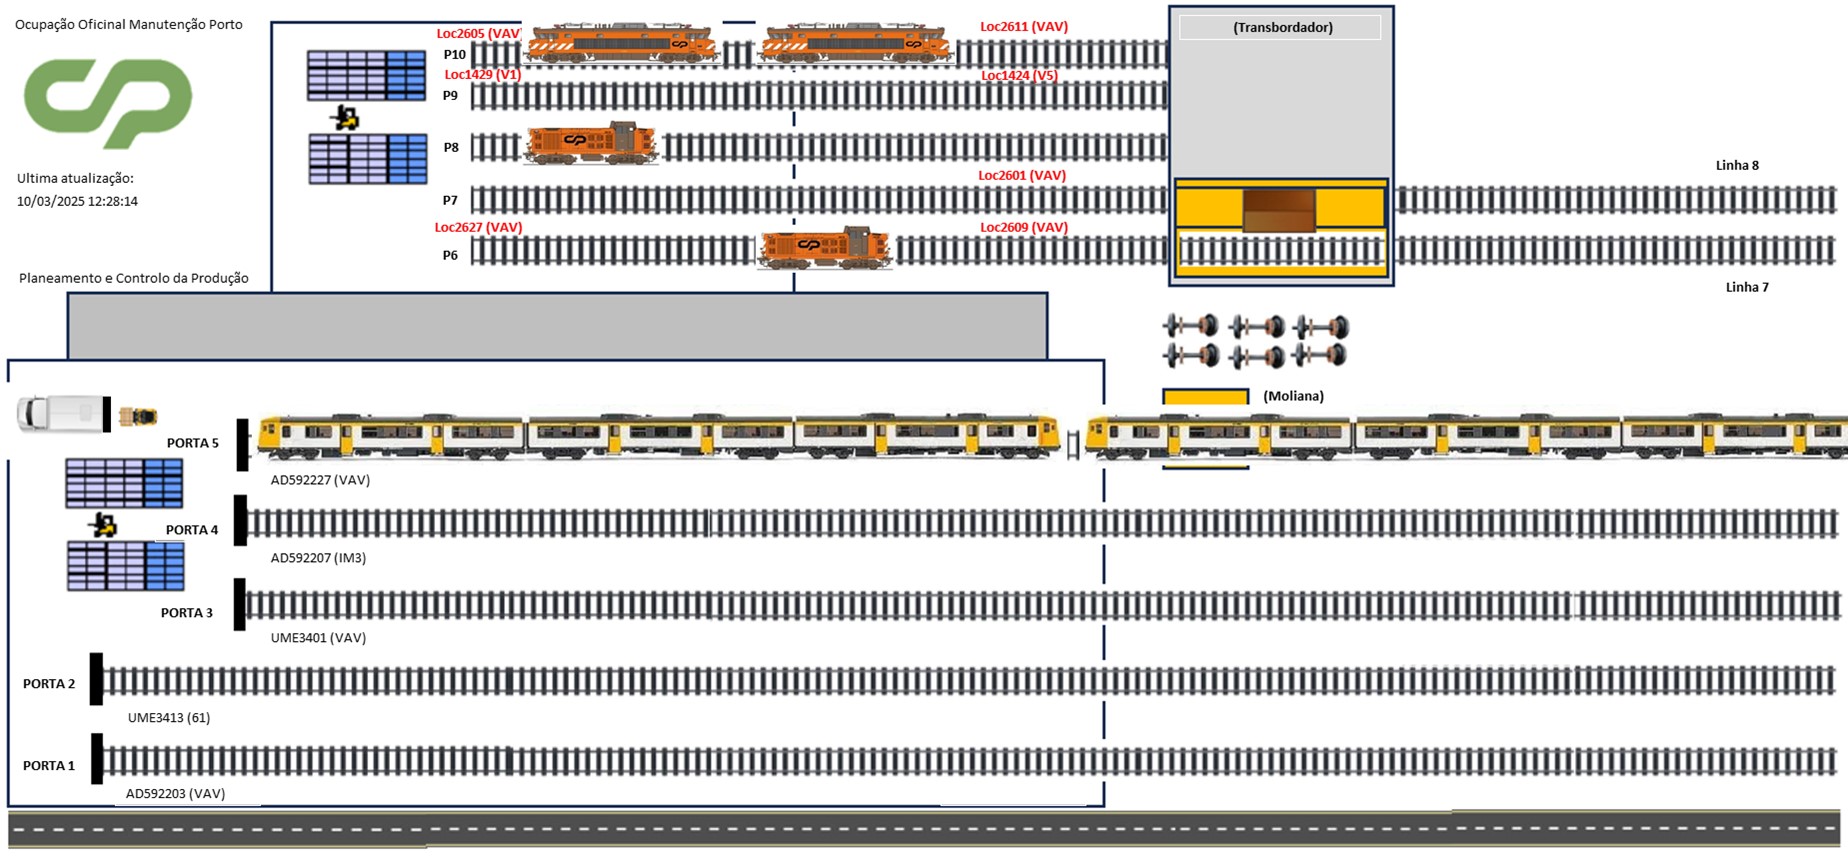 Ocupação Oficinal Manutenção Porto
Ultima atualização:
10/03/2025 12:28:14
Planeamento e Controlo da Produção
Loc2605 (VAV)
Loc2611 (VAV)
(Transbordador)
P10
Loc1429 (V1)
Loc1424 (V5)
P9
P8
Linha 8
Loc2601 (VAV)
P7
Loc2627 (VAV)
Loc2609 (VAV)
P6
Linha 7
(Moliana)
PORTA 5
AD592227 (VAV)
PORTA 4
AD592207 (IM3)
PORTA 3
UME3401 (VAV)
PORTA 2
UME3413 (61)
PORTA 1
AD592203 (VAV)